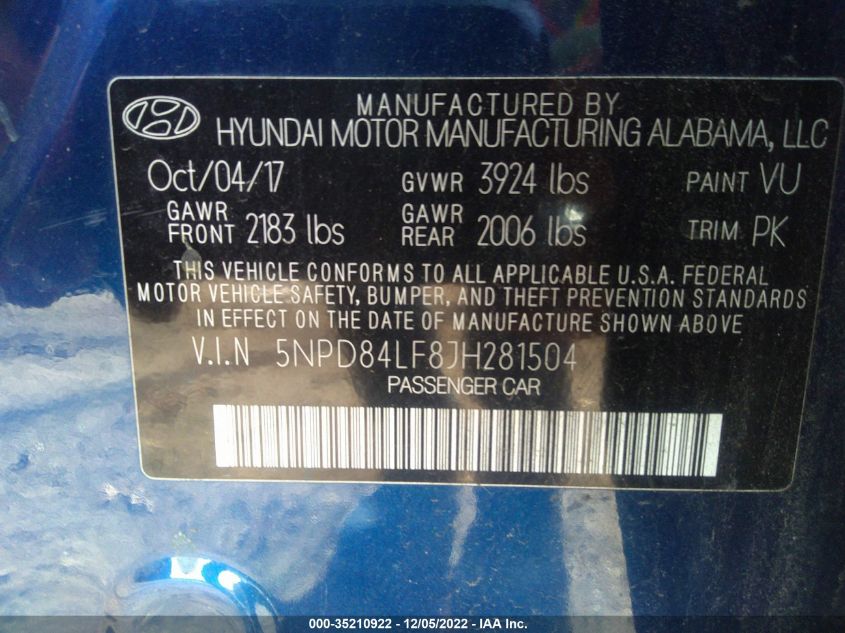 MANUFACTURED BY
HYUNDAI MOTOR MANUFACTURING ALABAMA, LLC
Oct/04/17 GVWR 3924 lbs PAINT VU
GAWR FRONT 2183 lbs GAWR REAR 2006 lbs TRIM PK
THIS VEHICLE CONFORMS TO ALL APPLICABLE U.S.A. FEDERAL
MOTOR VEHICLE SAFETY, BUMPER, AND THEFT PREVENTION STANDARDS
IN EFFECT ON THE DATE OF MANUFACTURE SHOWN ABOVE
V.I.N 5NPD84LF8JH281504
PASSENGER CAR
000-35210922 - 12/05/2022 - IAA Inc.